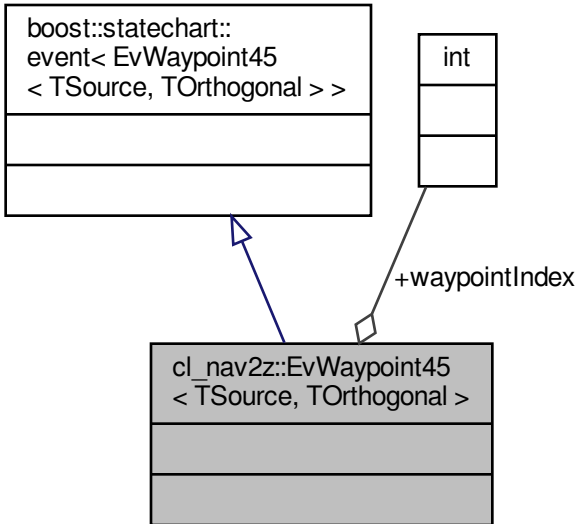 boost::statechart::
event< EvWaypoint45
< TSource, TOrthogonal > >
int
+waypointIndex
cl_nav2z::EvWaypoint45
< TSource, TOrthogonal >